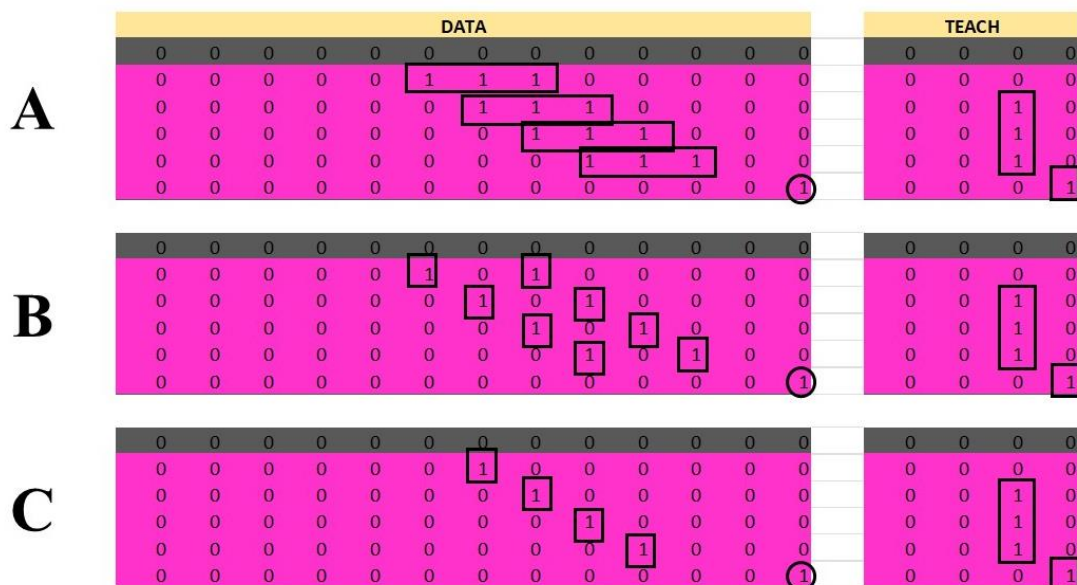 DATA TEACH
A
0 0 0 0 0 0 0 0 0 0 0 0 0 0 0 0 0
0 0 0 0 0 1 1 1 0 0 0 0 0 0 0 0 0
0 0 0 0 0 0 1 1 1 0 0 0 0 0 0 1 0
0 0 0 0 0 0 0 1 1 1 0 0 0 0 0 1 0
0 0 0 0 0 0 0 0 1 1 1 0 0 0 0 1 0
0 0 0 0 0 0 0 0 0 0 0 0 1 0 0 0 1
B
0 0 0 0 0 0 0 0 0 0 0 0 0 0 0 0 0
0 0 0 0 0 1 0 1 0 0 0 0 0 0 0 0 0
0 0 0 0 0 0 1 0 1 0 0 0 0 0 0 1 0
0 0 0 0 0 0 0 1 0 1 0 0 0 0 0 1 0
0 0 0 0 0 0 0 0 1 0 1 0 0 0 0 1 0
0 0 0 0 0 0 0 0 0 0 0 0 1 0 0 0 1
C
0 0 0 0 0 0 0 0 0 0 0 0 0 0 0 0 0
0 0 0 0 0 0 1 0 0 0 0 0 0 0 0 0 0
0 0 0 0 0 0 0 1 0 0 0 0 0 0 0 1 0
0 0 0 0 0 0 0 0 1 0 0 0 0 0 0 1 0
0 0 0 0 0 0 0 0 0 1 0 0 0 0 0 1 0
0 0 0 0 0 0 0 0 0 0 0 0 1 0 0 0 1